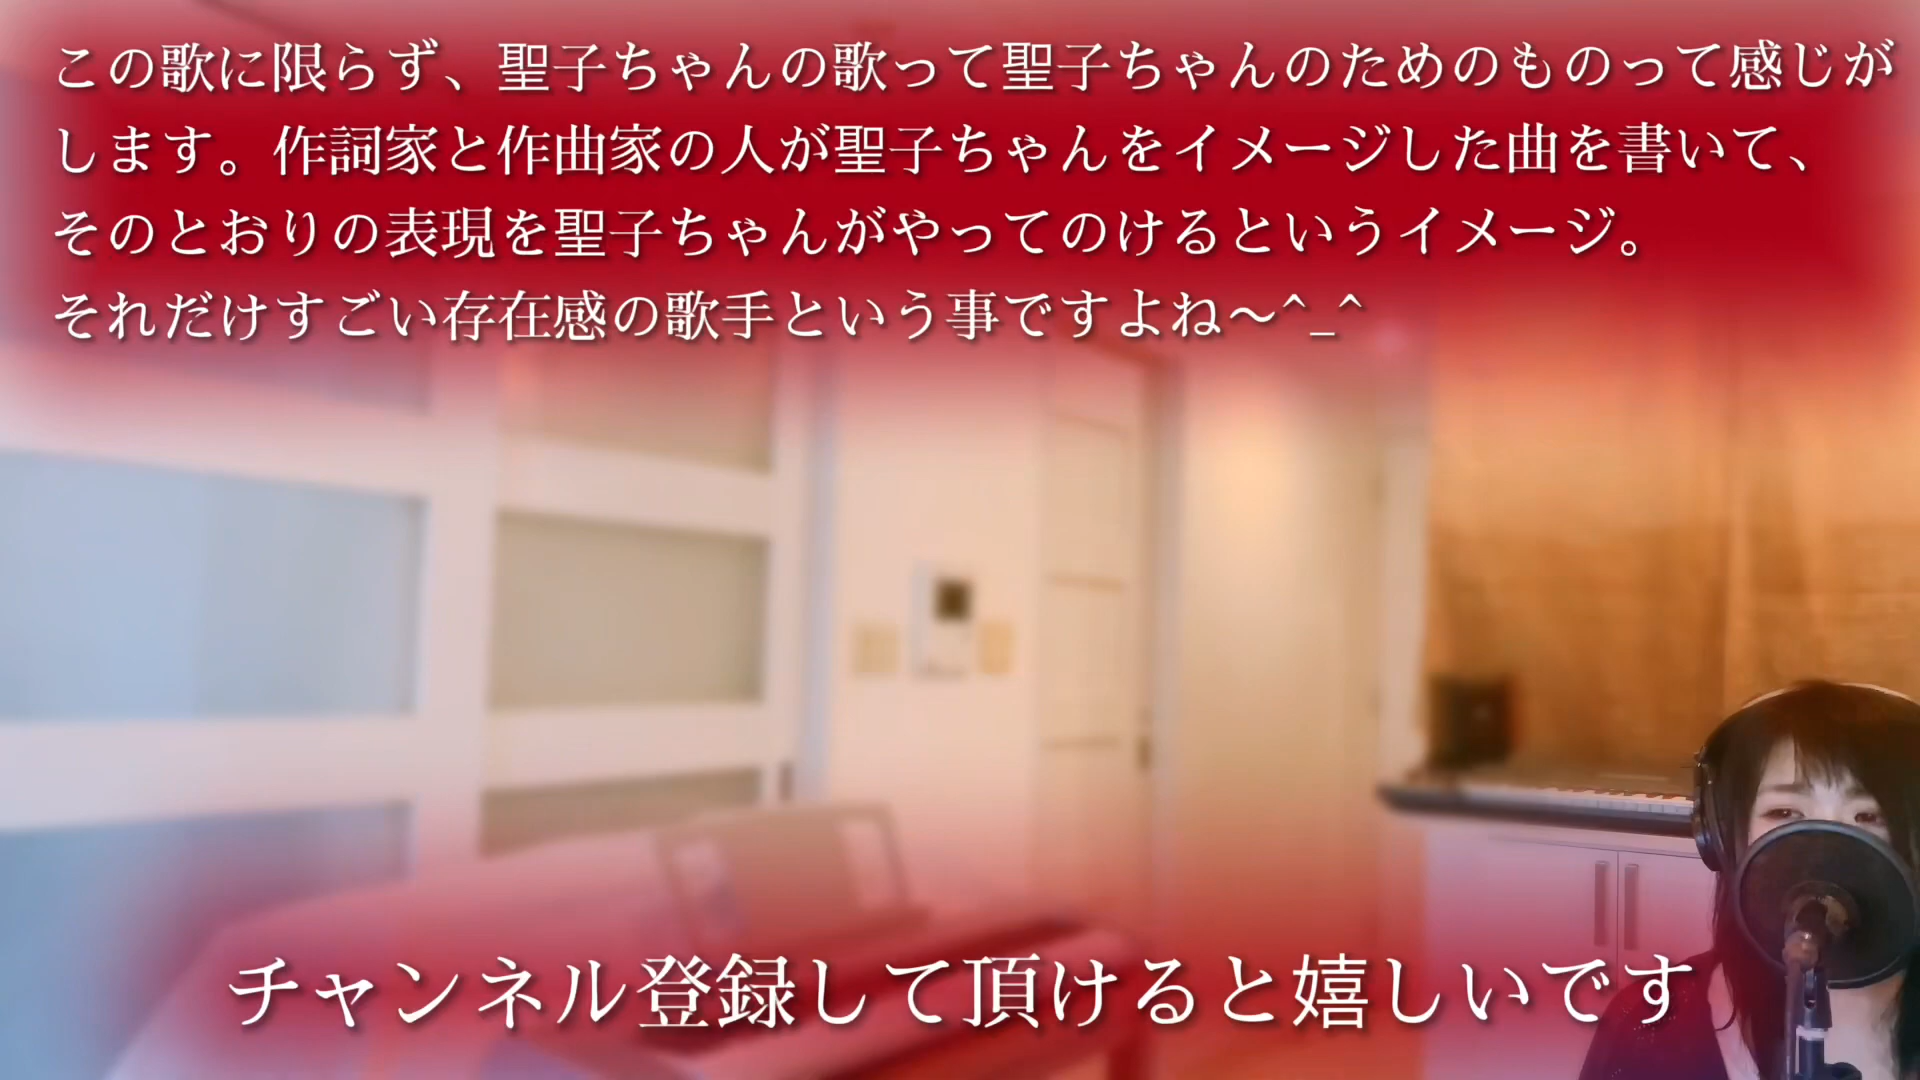 この歌に限らず、聖子ちゃんの歌って聖子ちゃんのためのものって感じが
します。作詞家と作曲家の人が聖子ちゃんをイメージした曲を書いて、
そのとおりの表現を聖子ちゃんがやってのけるというイメージ。
それだけすごい存在感の歌手という事ですよね〜^_^
チャンネル登録して頂けると嬉しいです